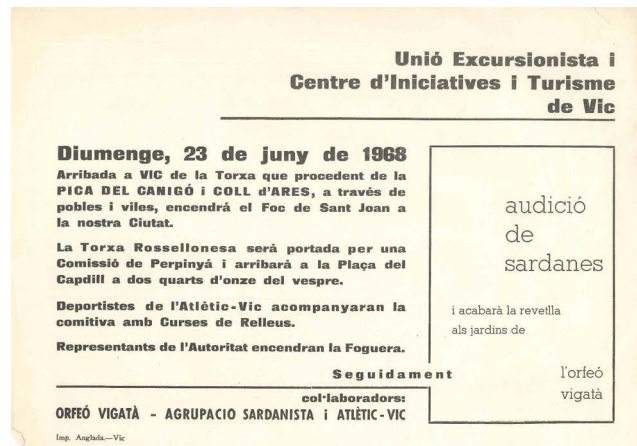 Unió Excursionista i
Centre d'Iniciatives i Turisme
de Vic
Diumenge, 23 de juny de 1968
Arribada a VIC de la Torxa que procedent de la
PICA DEL CANIGÓ i COLL d'ARES, a través de
pobles i viles, encendrá el Foc de Sant Joan a
la nostra Ciutat.
La Torxa Rossellonesa serà portada per una
Comissió de Perpinyá i arribarà a la Plaça del
Capdill a dos quarts d'onze del vespre.
Deportistes de l'Atlètic-Vic acompanyaran la
comitiva amb Curses de Relleus.
Representants de l'Autoritat encendran la Foguera.
Seguidament
audició
de
sardanes
i acabarà la revetlla
als jardins de
l'orfeó
vigatà
col·laboradors:
ORFEÓ VIGATÀ - AGRUPACIO SARDANISTA i ATLÈTIC-VIC
Imp. Anglada.—Vic